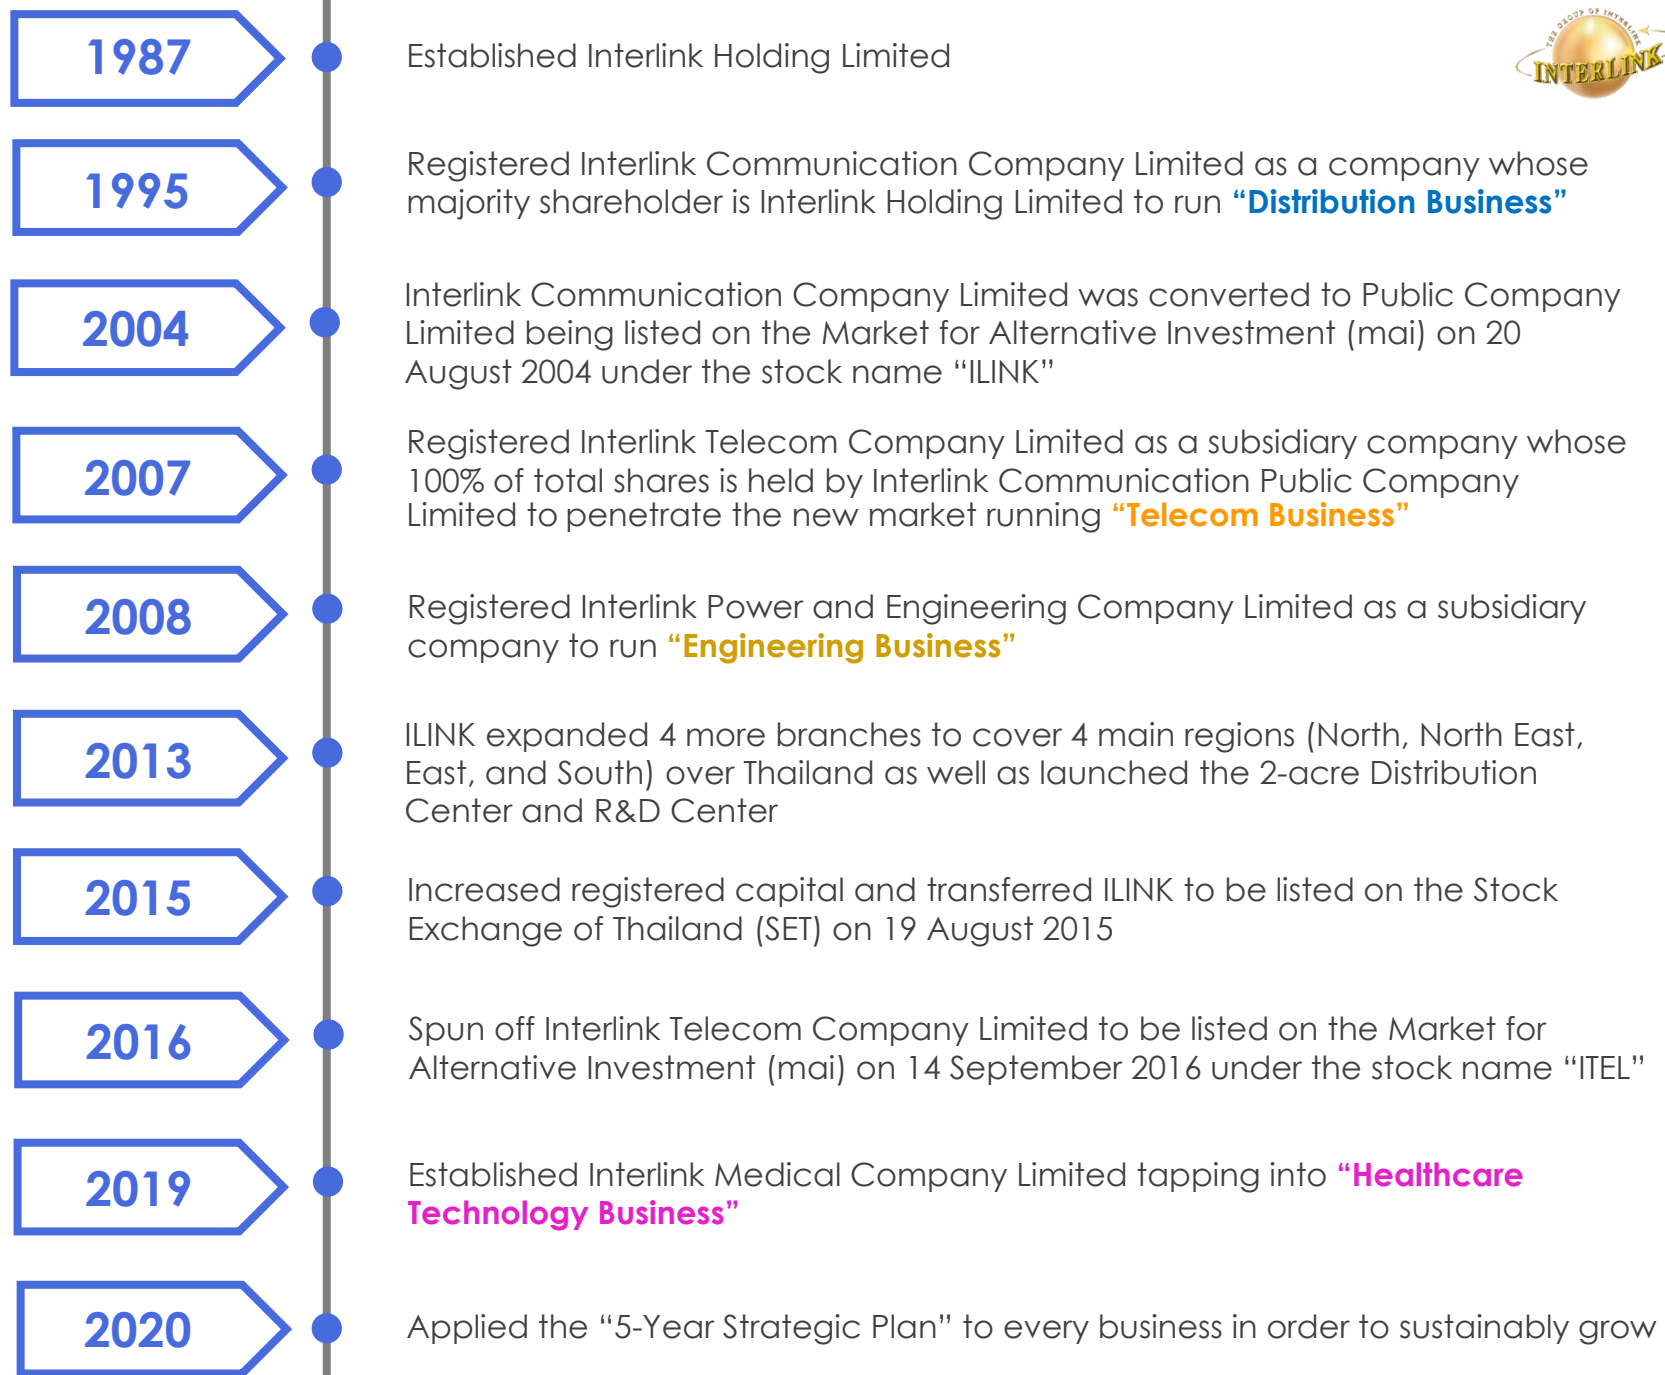 1987
Established Interlink Holding Limited
THE GROUP OF INTERLINK
INTERLINK
1995
Registered Interlink Communication Company Limited as a company whose
majority shareholder is Interlink Holding Limited to run “Distribution Business”
2004
Interlink Communication Company Limited was converted to Public Company
Limited being listed on the Market for Alternative Investment (mai) on 20
August 2004 under the stock name “ILINK”
2007
Registered Interlink Telecom Company Limited as a subsidiary company whose
100% of total shares is held by Interlink Communication Public Company
Limited to penetrate the new market running “Telecom Business”
2008
Registered Interlink Power and Engineering Company Limited as a subsidiary
company to run “Engineering Business”
2013
ILINK expanded 4 more branches to cover 4 main regions (North, North East,
East, and South) over Thailand as well as launched the 2-acre Distribution
Center and R&D Center
2015
Increased registered capital and transferred ILINK to be listed on the Stock
Exchange of Thailand (SET) on 19 August 2015
2016
Spun off Interlink Telecom Company Limited to be listed on the Market for
Alternative Investment (mai) on 14 September 2016 under the stock name “ITEL”
2019
Established Interlink Medical Company Limited tapping into “Healthcare
Technology Business”
2020
Applied the “5-Year Strategic Plan” to every business in order to sustainably grow